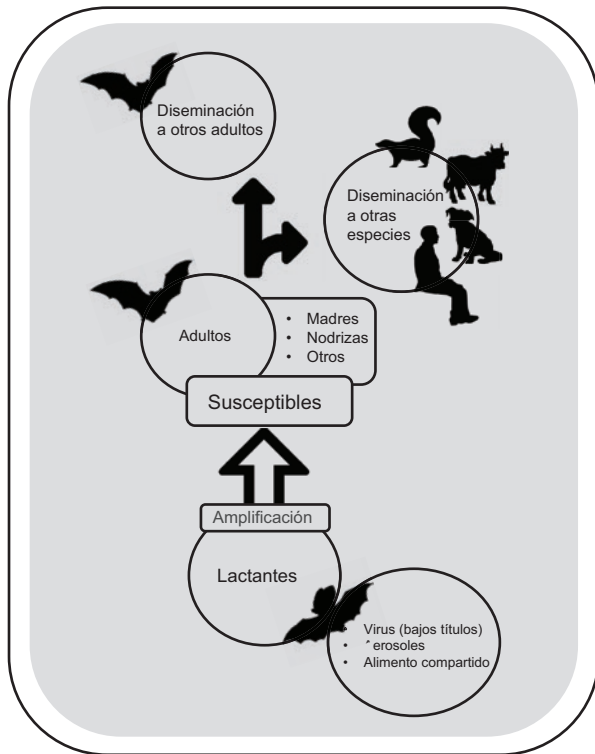 Diseminación
a otros adultos
Diseminación
a otras
especies
Adultos
• Madres
• Nodrizas
• Otros
Susceptibles
Amplificación
Lactantes
Virus (bajos títulos)
• erosoles
• Alimento compartido